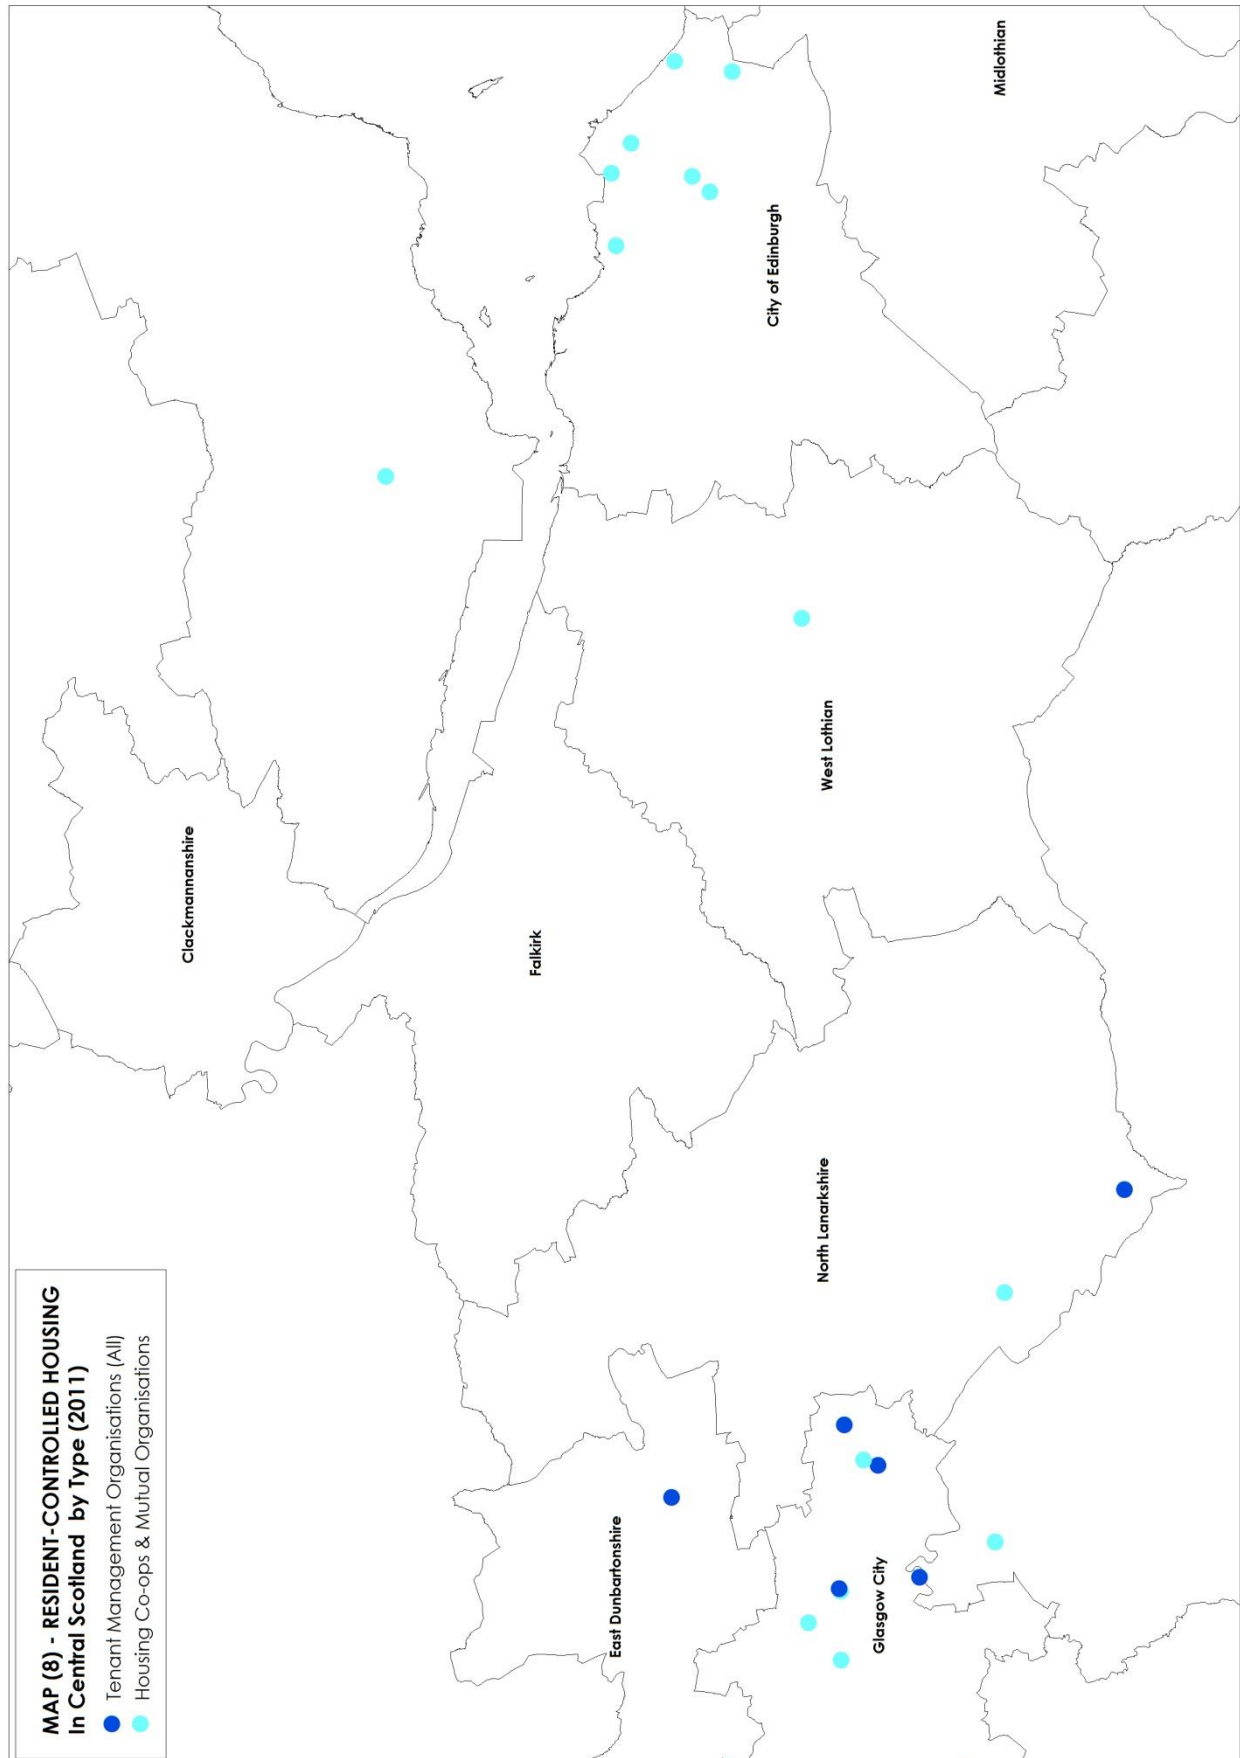 MAP (8) - RESIDENT-CONTROLLED HOUSING
In Central Scotland by Type (2011)
Tenant Management Organisations (All)
Housing Co-ops & Mutual Organisations
Clackmannanshire
Falkirk
East Dunbartonshire
Glasgow City
North Lanarkshire
West Lothian
City of Edinburgh
Midlothian